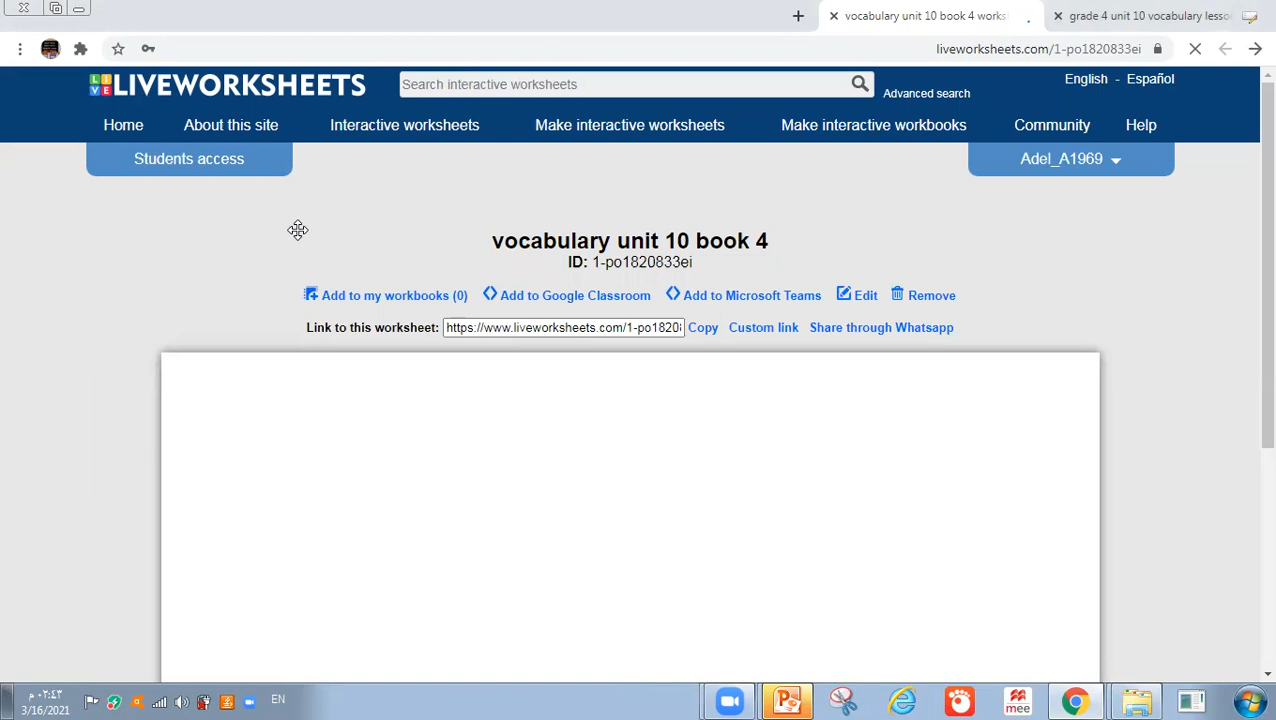 vocabulary unit 10 book 4 works
grade 4 unit 10 vocabulary lesso
liveworksheets.com/1-po1820833ei
LIVE LIVEWORKSHEETS
Search interactive worksheets
Advanced search
English - Español
Home
About this site
Interactive worksheets
Make interactive worksheets
Make interactive workbooks
Community
Help
Students access
Adel_A1969
vocabulary unit 10 book 4
ID: 1-po1820833ei
Add to my workbooks (0)
Add to Google Classroom
Add to Microsoft Teams
Edit
Remove
Link to this worksheet: https://www.liveworksheets.com/1-po1820 Copy Custom link Share through Whatsapp
mee
EN
م ٠٢:٤٣
3/16/2021